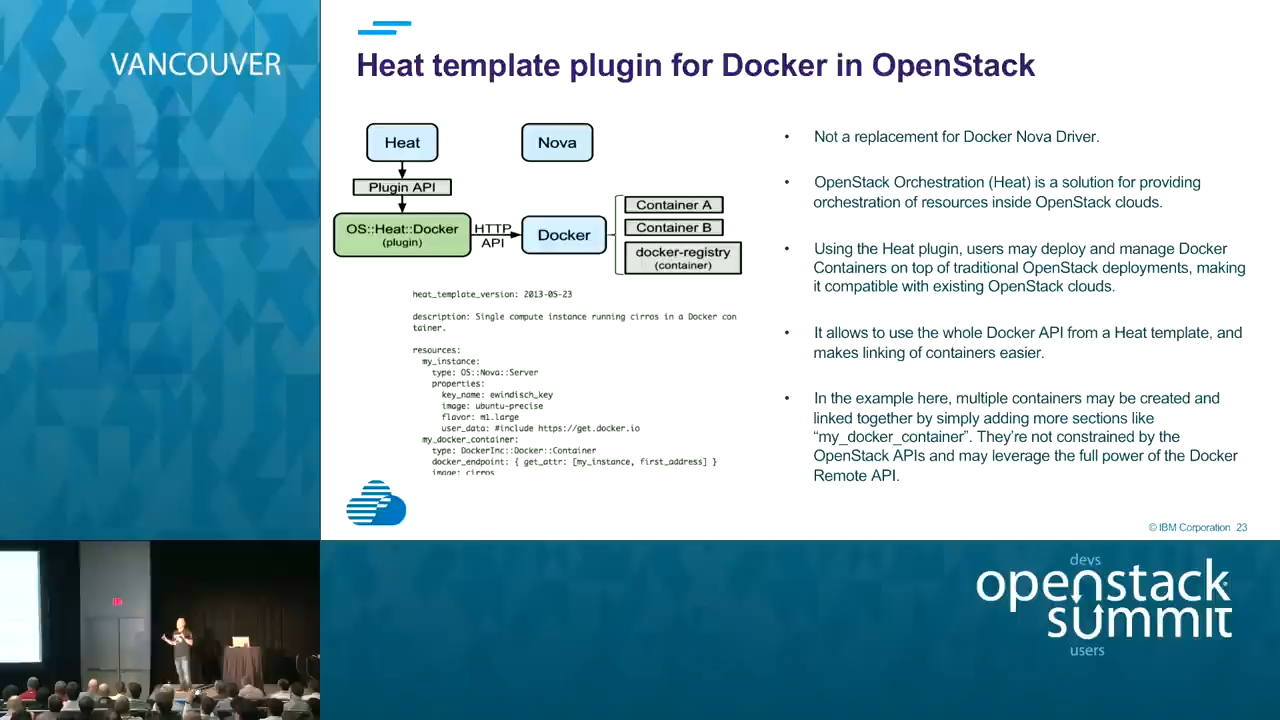 VANCOUVER
Heat template plugin for Docker in OpenStack
Heat
Nova
Plugin API
OS::Heat::Docker
(plugin)
HTTP
API
Docker
Container A
Container B
docker-registry
(container)
heat_template_version: 2013-05-23
description: Single compute instance running cirros in a Docker con
tainer.
resources:
my_instance:
type: OS::Nova::Server
properties:
key_name: ewindisch_key
image: ubuntu-precise
flavor: m1.large
user_data: #include https://get.docker.io
my_docker_container:
type: DockerInc::Docker::Container
docker_endpoint: { get_attr: [my_instance, first_address] }
image: cirros
• Not a replacement for Docker Nova Driver.
• OpenStack Orchestration (Heat) is a solution for providing
orchestration of resources inside OpenStack clouds.
• Using the Heat plugin, users may deploy and manage Docker
Containers on top of traditional OpenStack deployments, making
it compatible with existing OpenStack clouds.
• It allows to use the whole Docker API from a Heat template, and
makes linking of containers easier.
• In the example here, multiple containers may be created and
linked together by simply adding more sections like
“my_docker_container”. They’re not constrained by the
OpenStack APIs and may leverage the full power of the Docker
Remote API.
© IBM Corporation 23
devs
openstack
summit
users